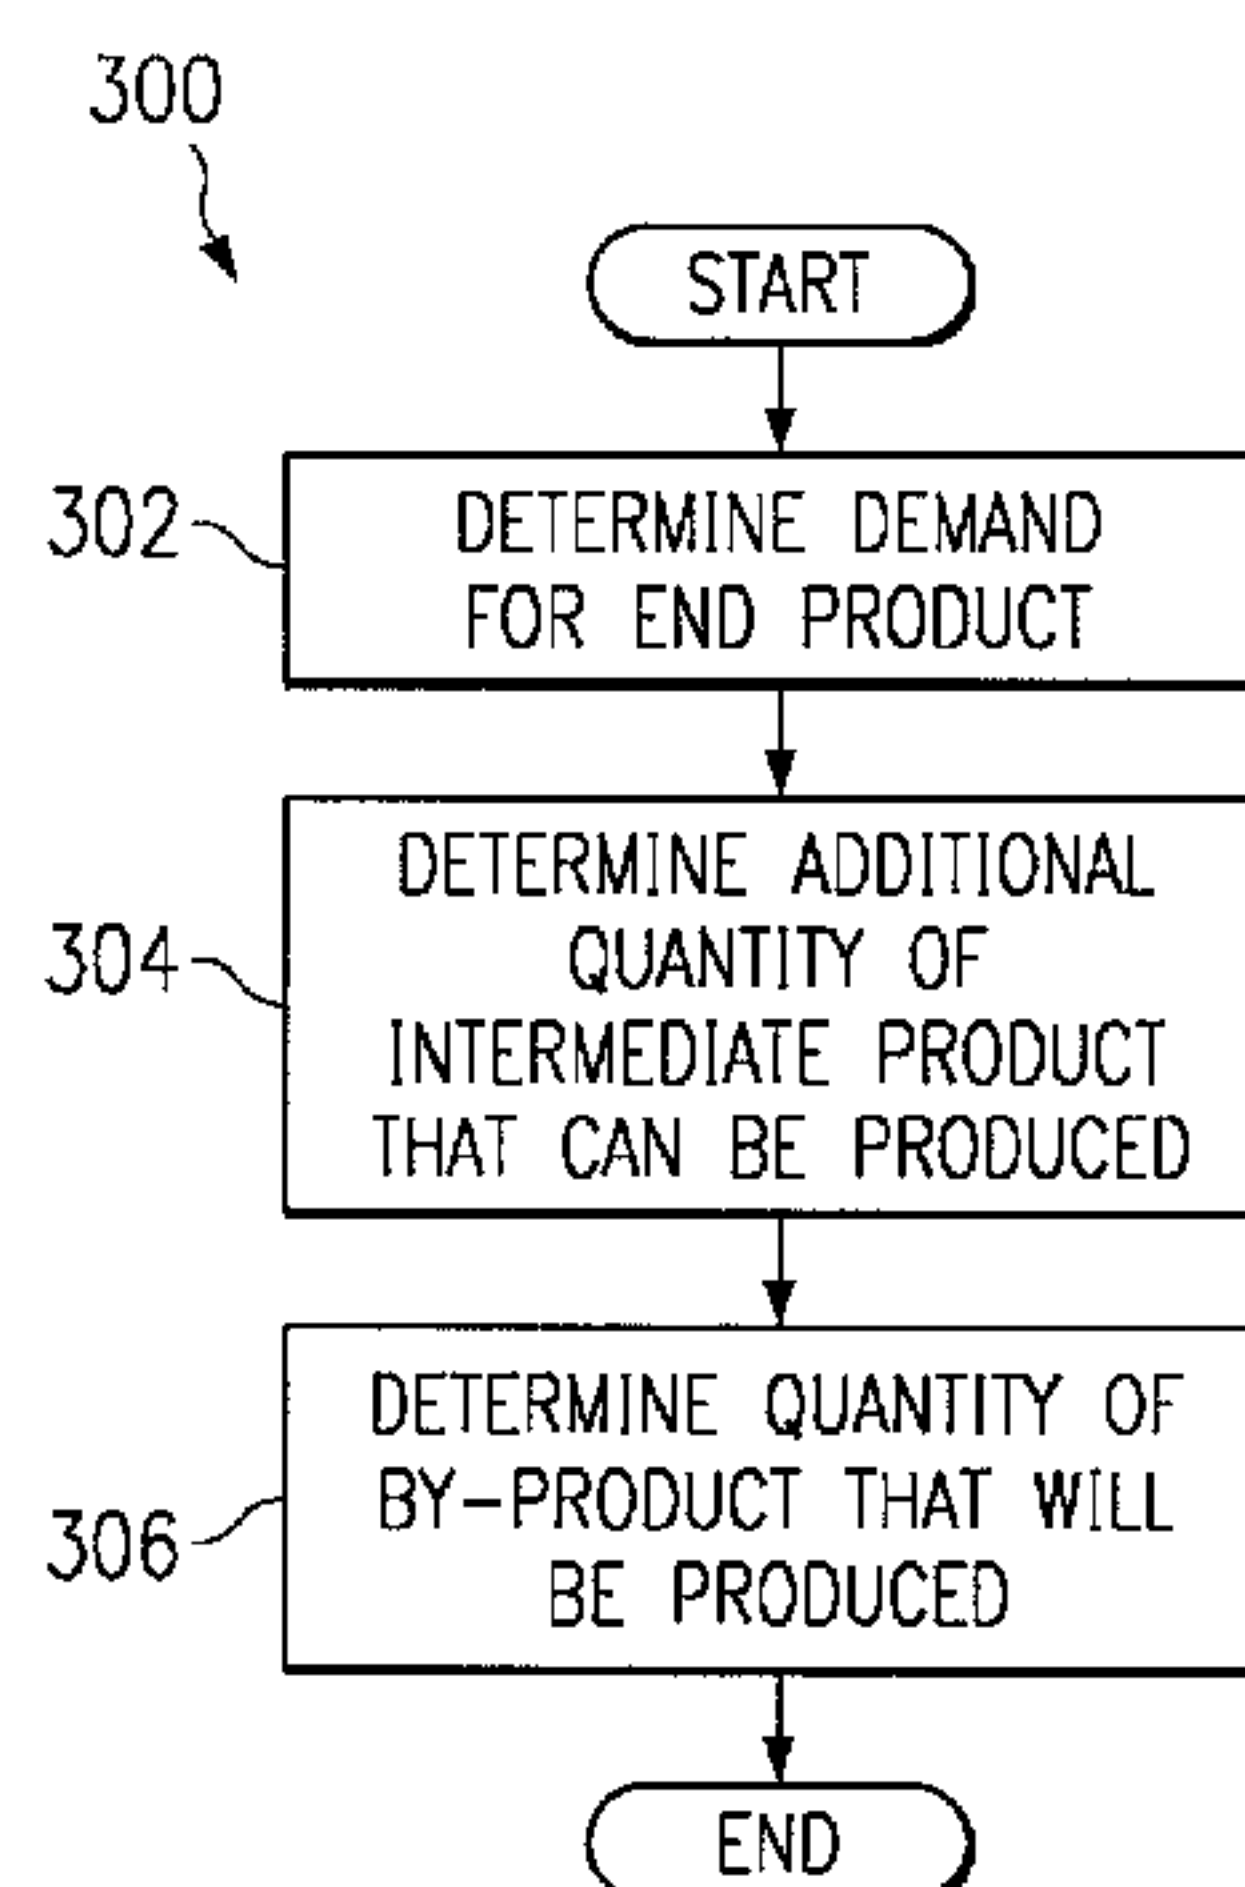 300
START
302
DETERMINE DEMAND
FOR END PRODUCT
304
DETERMINE ADDITIONAL
QUANTITY OF
INTERMEDIATE PRODUCT
THAT CAN BE PRODUCED
306
DETERMINE QUANTITY OF
BY-PRODUCT THAT WILL
BE PRODUCED
END